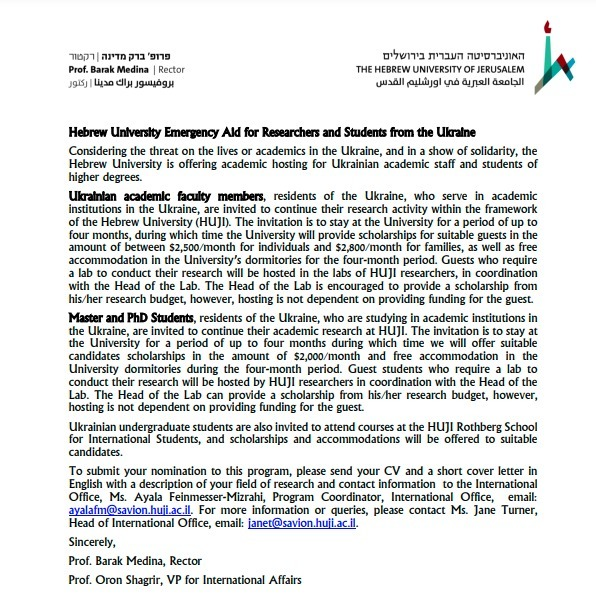 פרופ' ברק מדינה | רקטור
Prof. Barak Medina | Rector
بروفيسور براك مدينا | ركتور
האוניברסיטה העברית בירושלים
THE HEBREW UNIVERSITY OF JERUSALEM
الجامعة العبرية في اورشليم القدس
Hebrew University Emergency Aid for Researchers and Students from the Ukraine
Considering the threat on the lives or academics in the Ukraine, and in a show of solidarity, the
Hebrew University is offering academic hosting for Ukrainian academic staff and students of
higher degrees.
Ukrainian academic faculty members, residents of the Ukraine, who serve in academic
institutions in the Ukraine, are invited to continue their research activity within the framework
of the Hebrew University (HUJI). The invitation is to stay at the University for a period of up to
four months, during which time the University will provide scholarships for suitable guests in the
amount of between $2,500/month for individuals and $2,800/month for families, as well as free
accommodation in the University's dormitories for the four-month period. Guests who require
a lab to conduct their research will be hosted in the labs of HUJI researchers, in coordination
with the Head of the Lab. The Head of the Lab is encouraged to provide a scholarship from
his/her research budget, however, hosting is not dependent on providing funding for the guest.
Master and PhD Students, residents of the Ukraine, who are studying in academic institutions in
the Ukraine, are invited to continue their academic research at HUJI. The invitation is to stay at
the University for a period of up to four months during which time we will offer suitable
candidates scholarships in the amount of $2,000/month and free accommodation in the
University dormitories during the four-month period. Guest students who require a lab to
conduct their research will be hosted by HUJI researchers in coordination with the Head of the
Lab. The Head of the Lab can provide a scholarship from his/her research budget, however,
hosting is not dependent on providing funding for the guest.
Ukrainian undergraduate students are also invited to attend courses at the HUJI Rothberg School
for International Students, and scholarships and accommodations will be offered to suitable
candidates.
To submit your nomination to this program, please send your CV and a short cover letter in
English with a description of your field of research and contact information to the International
Office, Ms. Ayala Feinmesser-Mizrahi, Program Coordinator, International Office, email:
ayalafm@savion.huji.ac.il. For more information or queries, please contact Ms. Jane Turner,
Head of International Office, email: janet@savion.huji.ac.il.
Sincerely,
Prof. Barak Medina, Rector
Prof. Oron Shagrir, VP for International Affairs